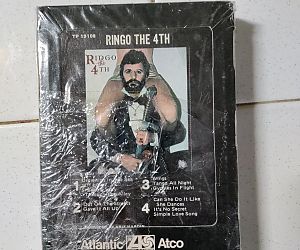 TP 19108
RINGO THE 4TH
RINGO
the
4TH
1
2
Out On The Streets
Gave It All Up
3
Wings
Tango All Night
Gypsies In Flight
4
Can She Do It Like
She Dances
It's No Secret
Simple Love Song
Atlantic
Atco